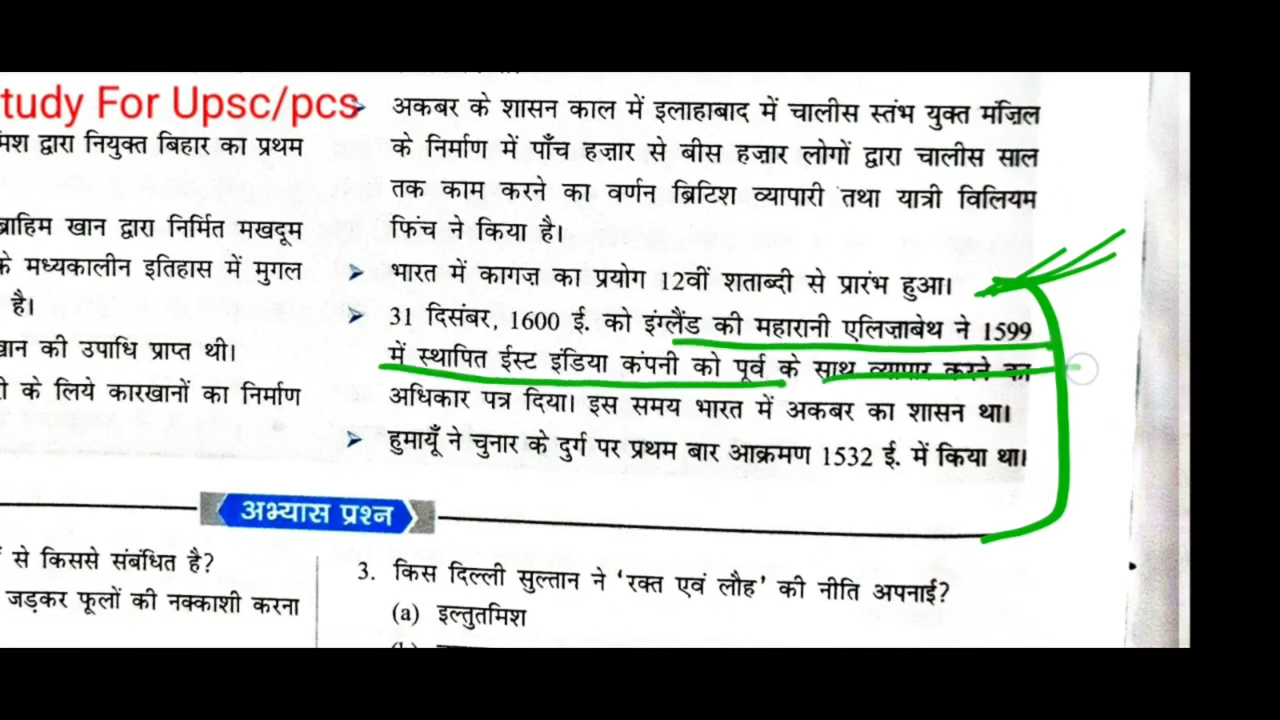 tudy For Upsc/pcs
मिश द्वारा नियुक्त बिहार का प्रथम
ब्राहिम खान द्वारा निर्मित मखदूम
के मध्यकालीन इतिहास में मुगल
है।
खान की उपाधि प्राप्त थी।
ी के लिये कारखानों का निर्माण
अकबर के शासन काल में इलाहाबाद में चालीस स्तंभ युक्त मंज़िल
के निर्माण में पाँच हज़ार से बीस हज़ार लोगों द्वारा चालीस साल
तक काम करने का वर्णन ब्रिटिश व्यापारी तथा यात्री विलियम
फिंच ने किया है।
भारत में कागज़ का प्रयोग 12वीं शताब्दी से प्रारंभ हुआ।
31 दिसंबर, 1600 ई. को इंग्लैंड की महारानी एलिज़ाबेथ ने 1599
में स्थापित ईस्ट इंडिया कंपनी को पूर्व के साथ व्यापार करने का
अधिकार पत्र दिया। इस समय भारत में अकबर का शासन था।
हुमायूँ ने चुनार के दुर्ग पर प्रथम बार आक्रमण 1532 ई. में किया था।
अभ्यास प्रश्न
से किससे संबंधित है?
जड़कर फूलों की नक्काशी करना
3. किस दिल्ली सुल्तान ने ‘रक्त एवं लौह’ की नीति अपनाई?
(a) इल्तुतमिश